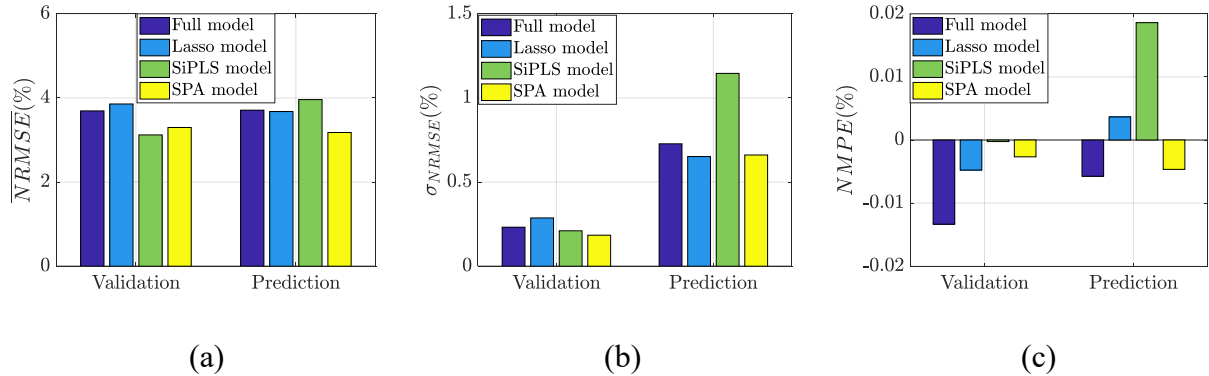 6
4
2
0
NRMSE(%)
Full model
Lasso model
SiPLS model
SPA model
Validation
Prediction
(a)
1.5
1
0.5
0
σNRMSE(%)
Full model
Lasso model
SiPLS model
SPA model
Validation
Prediction
(b)
0.02
0.01
0
-0.01
-0.02
NMPE(%)
Full model
Lasso model
SiPLS model
SPA model
Validation
Prediction
(c)